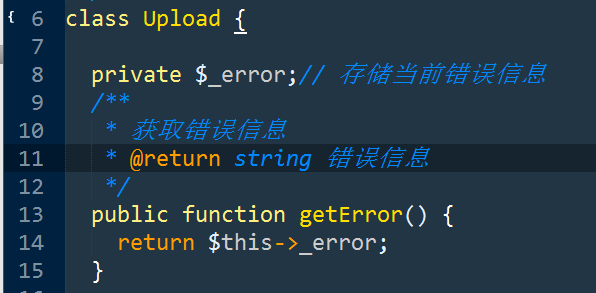 { 6 class Upload {
7
8 private $_error;// 存储当前错误信息
9 /**
10 * 获取错误信息
11 * @return string 错误信息
12 */
13 public function getError() {
14 return $this->_error;
15 }